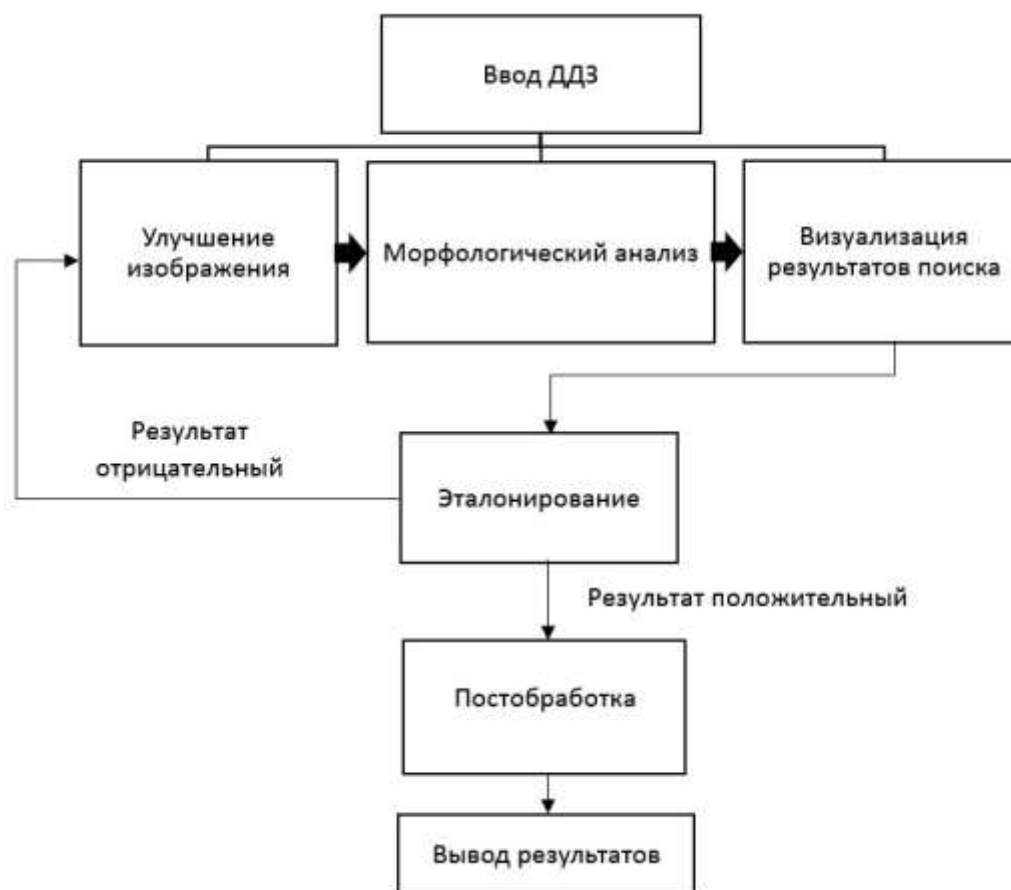 Ввод ДДЗ
Улучшение
изображения
Морфологический анализ
Визуализация
результатов поиска
Результат
отрицательный
Эталонирование
Результат положительный
Постобработка
Вывод результатов